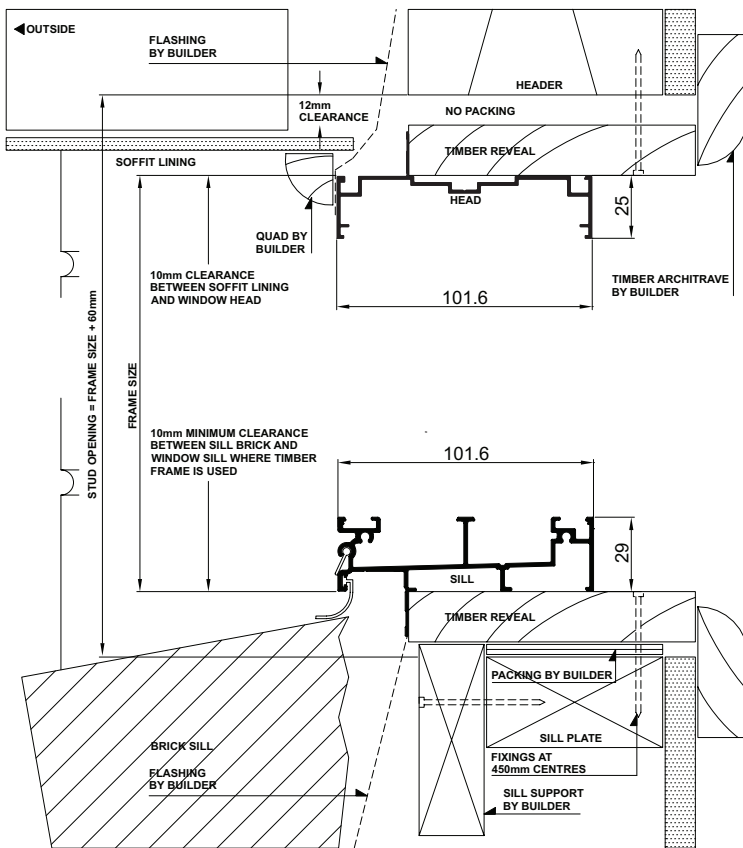 OUTSIDE
FLASHING
BY BUILDER
HEADER
12mm
CLEARANCE
NO PACKING
SOFFIT LINING
TIMBER REVEAL
HEAD
25
QUAD BY
BUILDER
10mm CLEARANCE
BETWEEN SOFFIT LINING
AND WINDOW HEAD
TIMBER ARCHITRAVE
BY BUILDER
101.6
STUD OPENING = FRAME SIZE + 60mm
FRAME SIZE
10mm MINIMUM CLEARANCE
BETWEEN SILL BRICK AND
WINDOW SILL WHERE TIMBER
FRAME IS USED
101.6
29
SILL
TIMBER REVEAL
PACKING BY BUILDER
SILL PLATE
BRICK SILL
FLASHING
BY BUILDER
FIXINGS AT
450mm CENTRES
SILL SUPPORT
BY BUILDER